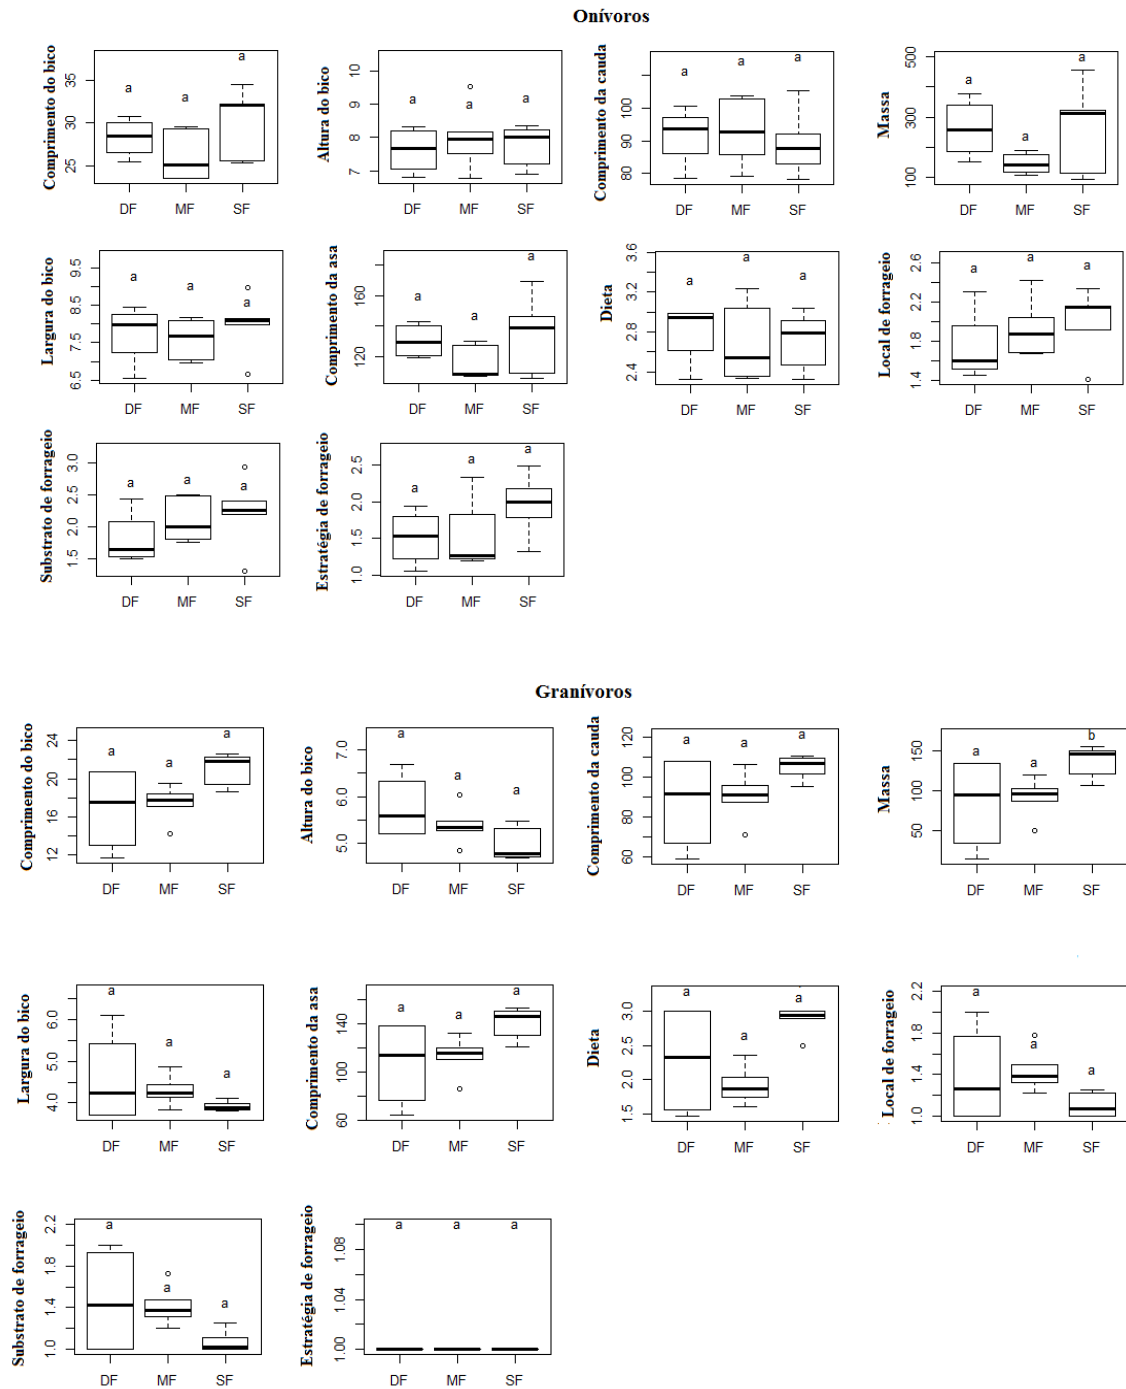 Onívoros
Comprimento do bico
25 30 35
a a a
DF MF SF
Altura do bico
7 8 9 10
a a a
DF MF SF
Comprimento da cauda
80 90 100
a a a
DF MF SF
Massa
100 300 500
a a a
DF MF SF
Largura do bico
6.5 7.5 8.5 9.5
a a a
DF MF SF
Comprimento da asa
120 160
a a a
DF MF SF
Dieta
2.4 2.8 3.2 3.6
a a a
DF MF SF
Local de forrageio
1.4 1.8 2.2 2.6
a a a
DF MF SF
Substrato de forrageio
1.5 2.0 2.5 3.0
a a a
DF MF SF
Estratégia de forrageio
1.0 1.5 2.0 2.5
a a a
DF MF SF
Granívoros
Comprimento do bico
12 16 20 24
a a a
DF MF SF
Altura do bico
5.0 6.0 7.0
a a a
DF MF SF
Comprimento da cauda
60 80 100 120
a a a
DF MF SF
Massa
50 100 150
a a b
DF MF SF
Largura do bico
4.0 5.0 6.0
a a a
DF MF SF
Comprimento da asa
60 100 140
a a a
DF MF SF
Dieta
1.5 2.0 2.5 3.0
a a a
DF MF SF
Local de forrageio
1.0 1.4 1.8 2.2
a a a
DF MF SF
Substrato de forrageio
1.0 1.4 1.8 2.2
a a a
DF MF SF
Estratégia de forrageio
1.00 1.04 1.08
a a a
DF MF SF